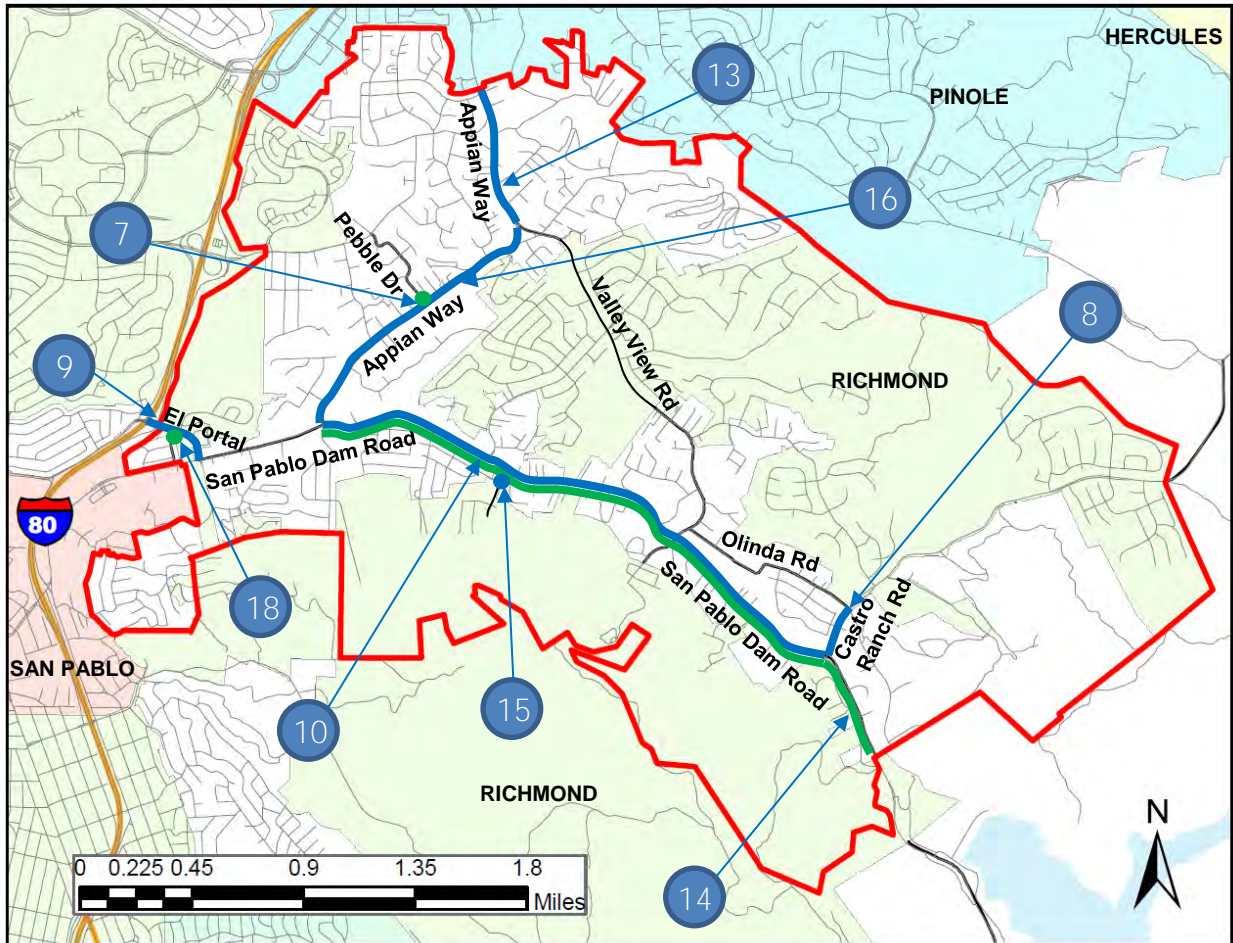 HERCULES
PINOLE
13
Appian Way
16
7
Pebble Dr
Appian Way
Valley View Rd
8
RICHMOND
9
El Portal
San Pablo Dam Road
80
Olinda Rd
18
San Pablo Dam Road
Castro
Ranch Rd
SAN PABLO
10
15
RICHMOND
N
14
0 0.225 0.45 0.9 1.35 1.8
Miles